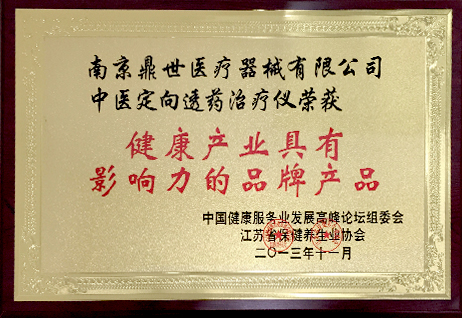 南京鼎世医疗器械有限公司
中医定向透药治疗仪荣获
健康产业具有
影响力的品牌产品
中国健康服务业发展高峰论坛组委会
江苏省保健养生业协会
二〇一三年十一月